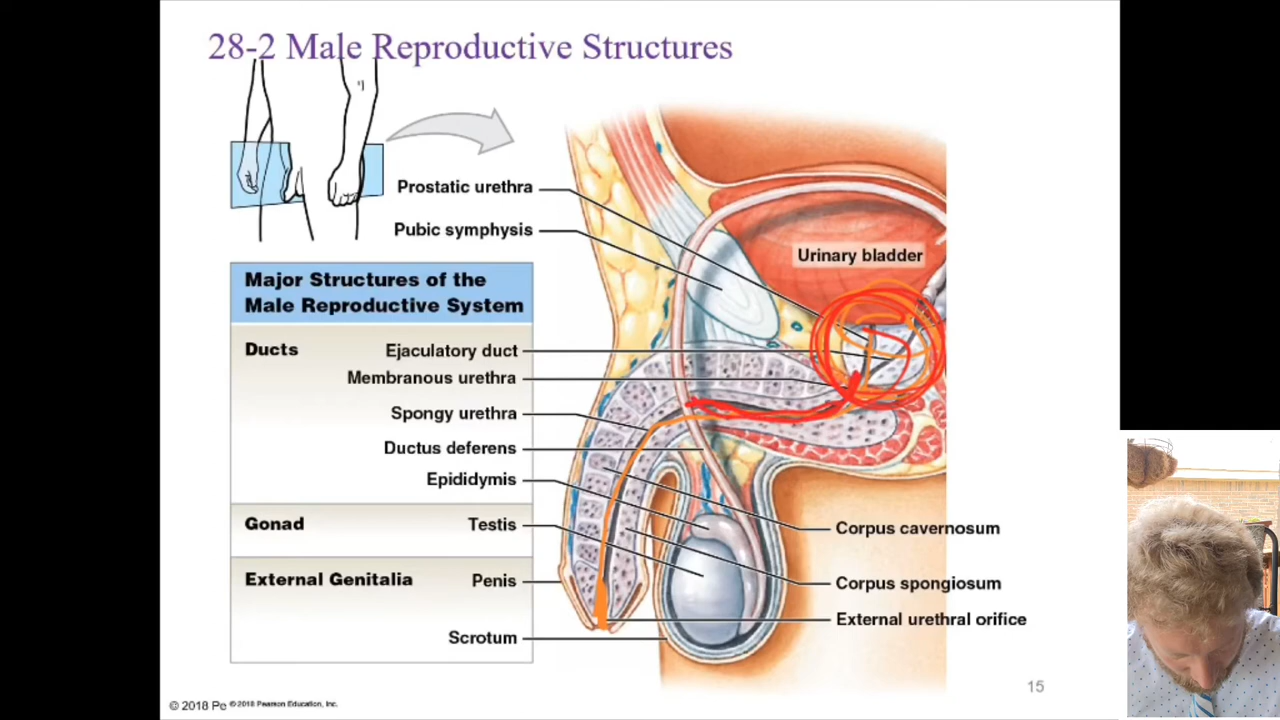 28-2 Male Reproductive Structures
Prostatic urethra
Pubic symphysis
Urinary bladder
Major Structures of the
Male Reproductive System
Ducts
Ejaculatory duct
Membranous urethra
Spongy urethra
Ductus deferens
Epididymis
Gonad
Testis
External Genitalia
Penis
Scrotum
Corpus cavernosum
Corpus spongiosum
External urethral orifice
15
© 2018 Pe © 2018 Pearson Education, Inc.